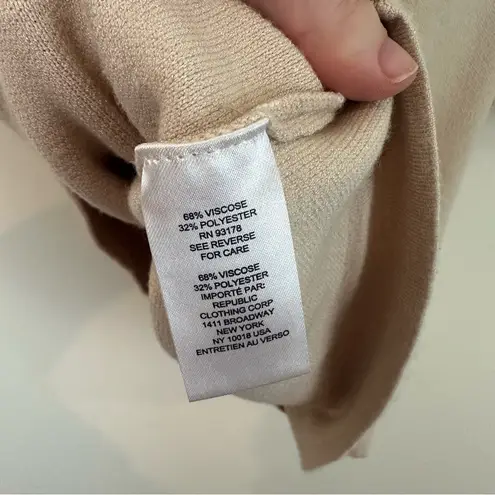 68% VISCOSE
32% POLYESTER
RN 93178
SEE REVERSE
FOR CARE
68% VISCOSE
32% POLYESTER
IMPORTÉ PAR:
REPUBLIC
CLOTHING CORP
1411 BROADWAY
NEW YORK
NY 10018 USA
ENTRETIEN AU VERSO